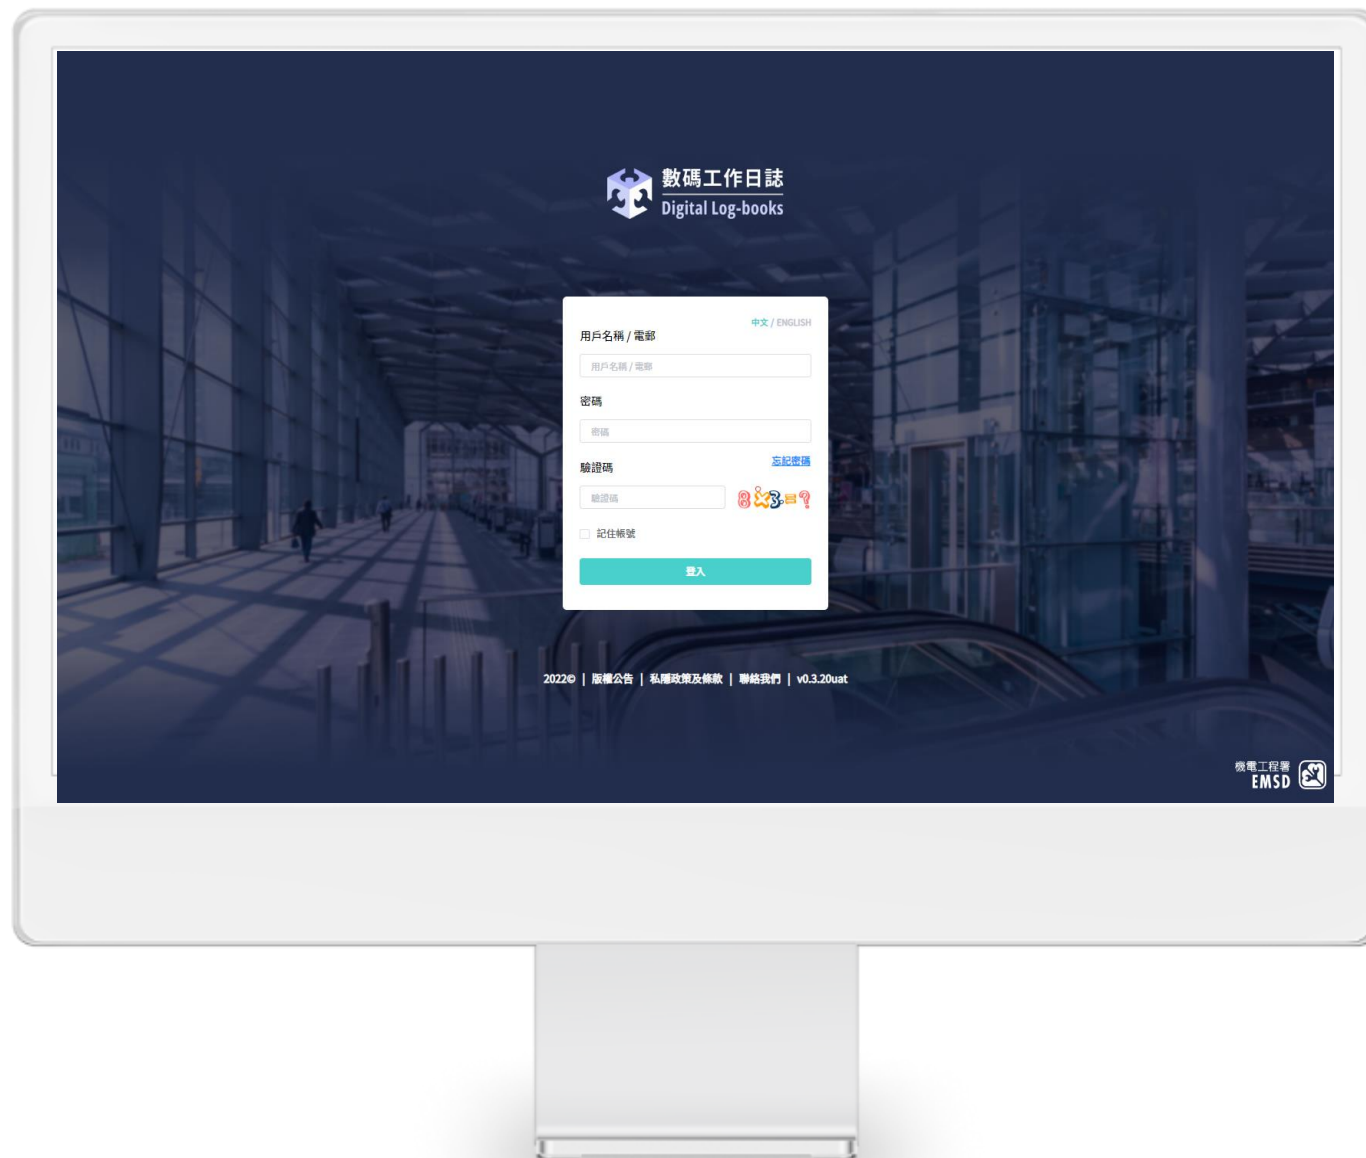 數碼工作日誌
Digital Log-books
中文 / ENGLISH
用戶名稱 / 電郵
用戶名稱 / 電郵
密碼
密碼
忘記密碼
驗證碼
驗證碼
8×3=?
記住帳號
登入
2022© | 版權公告 | 私隱政策及條款 | 聯絡我們 | v0.3.20uat
機電工程署
EMSD